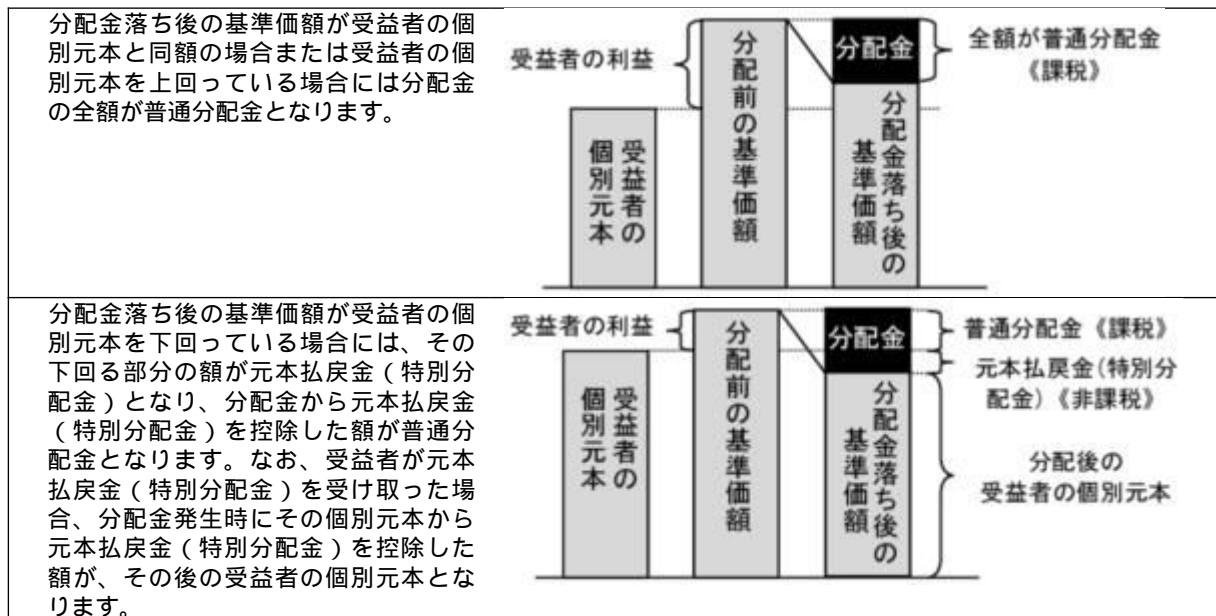 分配金落ち後の基準価額が受益者の個
別元本と同額の場合または受益者の個
別元本を上回っている場合には分配金
の全額が普通分配金となります。
受益者の利益
受益者の
個別元本
分配前の基準価額
分配金
分配金落ち後の
基準価額
全額が普通分配金
《課税》
分配金落ち後の基準価額が受益者の個
別元本を下回っている場合には、その
下回る部分の額が元本払戻金(特別分
配金)となり、分配金から元本払戻金
(特別分配金)を控除した額が普通分
配金となります。なお、受益者が元本
払戻金(特別分配金)を受け取った場
合、分配金発生時にその個別元本から
元本払戻金(特別分配金)を控除した
額が、その後の受益者の個別元本とな
ります。
受益者の利益
受益者の
個別元本
分配前の基準価額
分配金
分配金落ち後の
基準価額
普通分配金《課税》
元本払戻金(特別分
配金)《非課税》
分配後の
受益者の個別元本